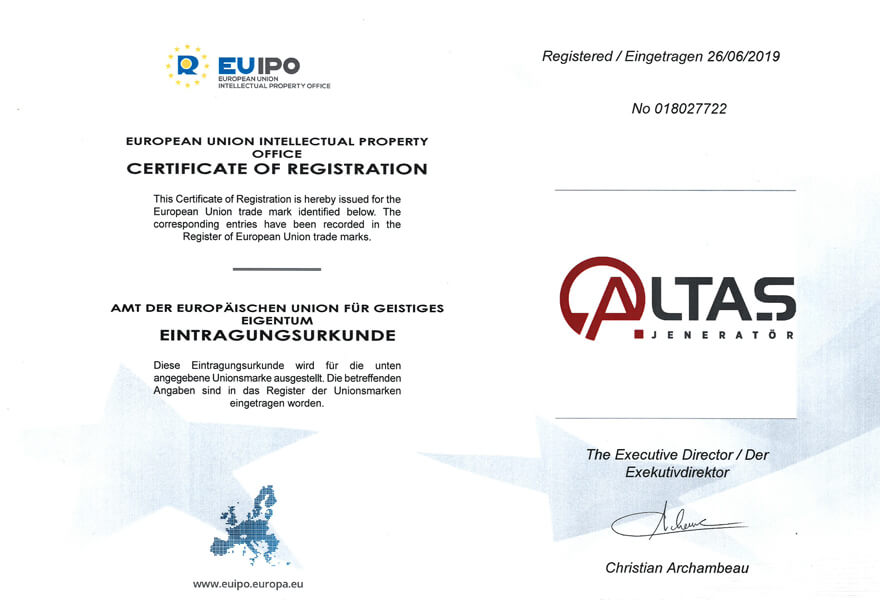 EUIPO
EUROPEAN UNION
INTELLECTUAL PROPERTY OFFICE
EUROPEAN UNION INTELLECTUAL PROPERTY
OFFICE
CERTIFICATE OF REGISTRATION
This Certificate of Registration is hereby issued for the
European Union trade mark identified below. The
corresponding entries have been recorded in the
Register of European Union trade marks.
AMT DER EUROPÄISCHEN UNION FÜR GEISTIGES
EIGENTUM
EINTRAGUNGSURKUNDE
Diese Eintragungsurkunde wird für die unten
angegebene Unionsmarke ausgestellt. Die betreffenden
Angaben sind in das Register der Unionsmarken
eingetragen worden.
www.euipo.europa.eu
Registered / Eingetragen 26/06/2019
No 018027722
ALTAS
JENERATÖR
The Executive Director / Der
Exekutivdirektor
Christian Archambeau